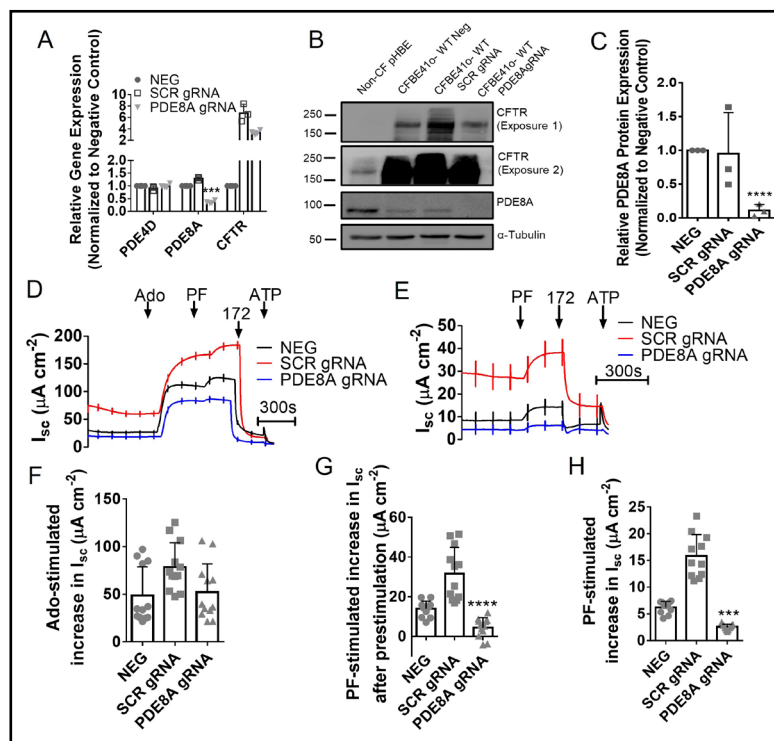 A
Relative Gene Expression
(Normalized to Negative Control)
NEG
SCR gRNA
PDE8A gRNA
10
8
6
4
2
1.0
0.5
0.0
***
PDE4D
PDE8A
CFTR
B
Non-CF pHBE
CFBE41o- WT Neg
CFBE41o- WT
SCR gRNA
CFBE41o- WT
PDE8AgRNA
250
150
CFTR
(Exposure 1)
250
150
CFTR
(Exposure 2)
100
75
PDE8A
50
α-Tubulin
C
Relative PDE8A Protein Expression
(Normalized to Negative Control)
2.0
1.5
1.0
0.5
0.0
****
NEG
SCR gRNA
PDE8A gRNA
D
Ado
PF
172
ATP
Isc (μA cm-2)
200
150
100
50
0
NEG
SCR gRNA
PDE8A gRNA
300s
E
PF
172
ATP
Isc (μA cm-2)
50
40
30
20
10
0
NEG
SCR gRNA
PDE8A gRNA
300s
F
Ado-stimulated
increase in Isc (μA cm-2)
150
100
50
0
NEG
SCR gRNA
PDE8A gRNA
G
PF-stimulated increase in Isc
after prestimulation (μA cm-2)
60
40
20
0
****
NEG
SCR gRNA
PDE8A gRNA
H
PF-stimulated
increase in Isc (μA cm-2)
25
20
15
10
5
0
***
NEG
SCR gRNA
PDE8A gRNA